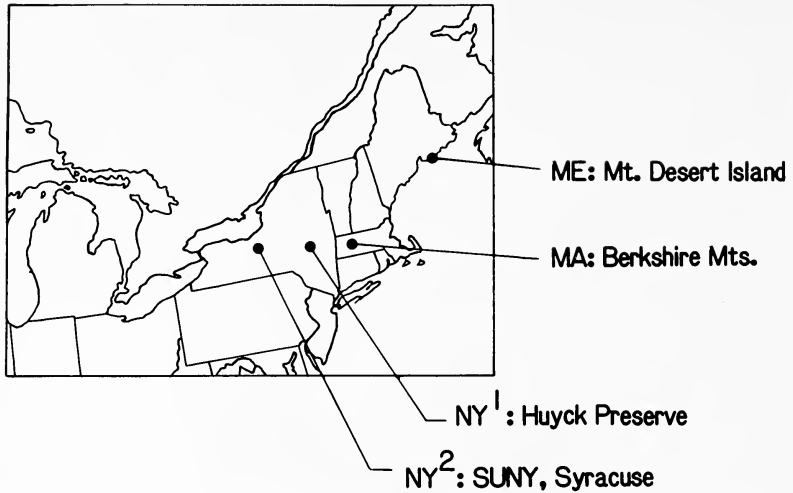 ME: Mt. Desert Island
MA: Berkshire Mts.
NY¹: Huyck Preserve
NY²: SUNY, Syracuse